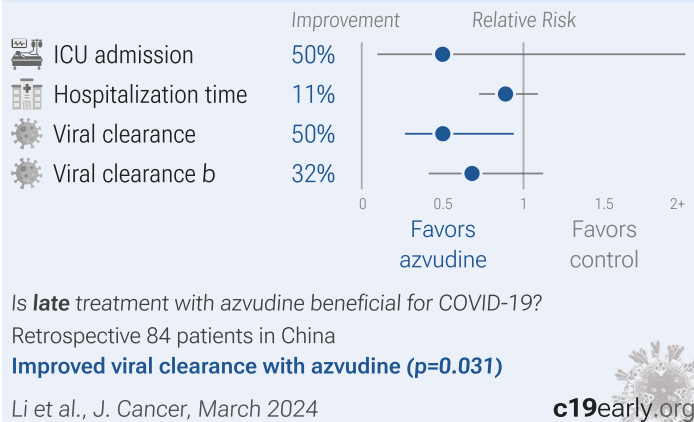 Improvement Relative Risk
ICU admission 50%
Hospitalization time 11%
Viral clearance 50%
Viral clearance b 32%
0 0.5 1 1.5 2+
Favors Favors
azvudine control
Is late treatment with azvudine beneficial for COVID-19?
Retrospective 84 patients in China
Improved viral clearance with azvudine (p=0.031)
Li et al., J. Cancer, March 2024 c19early.org